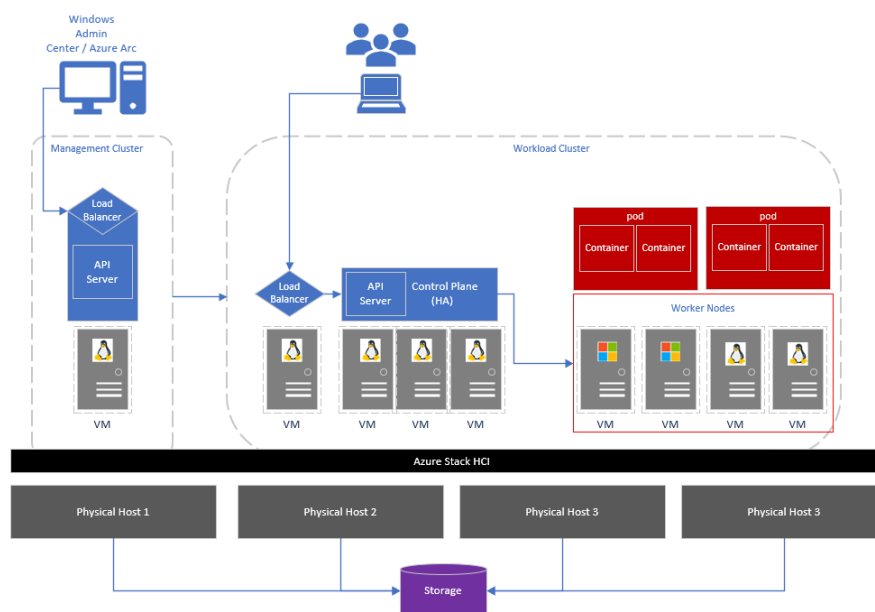 Windows
Admin
Center / Azure Arc
Management Cluster
Workload Cluster
Load
Balancer
API
Server
pod
pod
Container
Container
Container
Container
Load
Balancer
API
Server
Control Plane
(HA)
Worker Nodes
VM
VM
VM
VM
VM
VM
VM
VM
VM
Azure Stack HCI
Physical Host 1
Physical Host 2
Physical Host 3
Physical Host 3
Storage